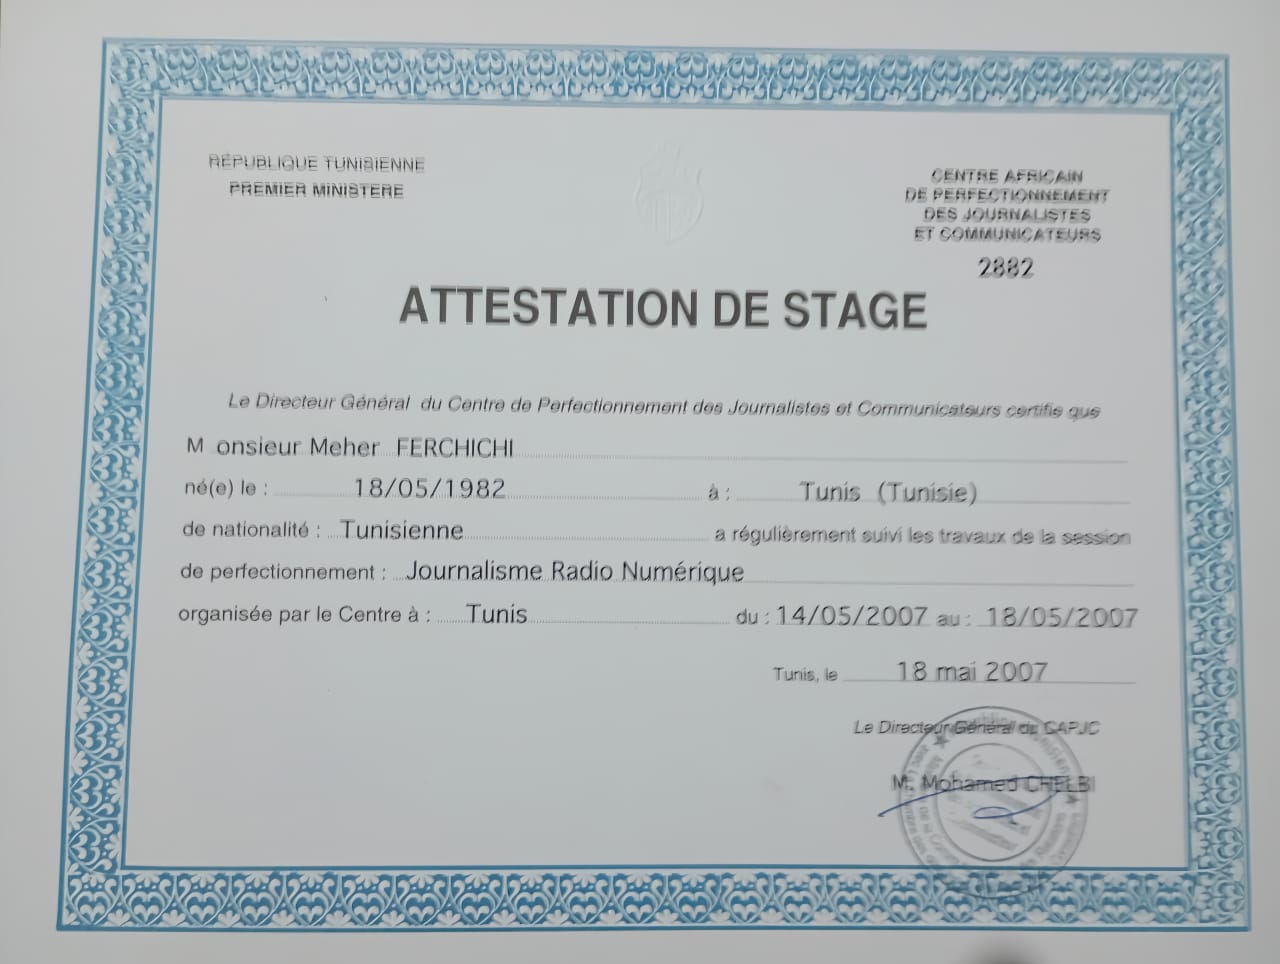 RÉPUBLIQUE TUNISIENNE
PREMIER MINISTERE
CENTRE AFRICAIN
DE PERFECTIONNEMENT
DES JOURNALISTES
ET COMMUNICATEURS
2882
ATTESTATION DE STAGE
Le Directeur Général du Centre de Perfectionnement des Journalistes et Communicateurs certifie que
M onsieur Meher FERCHICHI
né(e) le : 18/05/1982 à : Tunis (Tunisie)
de nationalité : Tunisienne a régulièrement suivi les travaux de la session
de perfectionnement : Journalisme Radio Numérique
organisée par le Centre à : Tunis du : 14/05/2007 au : 18/05/2007
Tunis, le 18 mai 2007
Le Directeur Général du CAPJC
M. Mohamed CHELBI